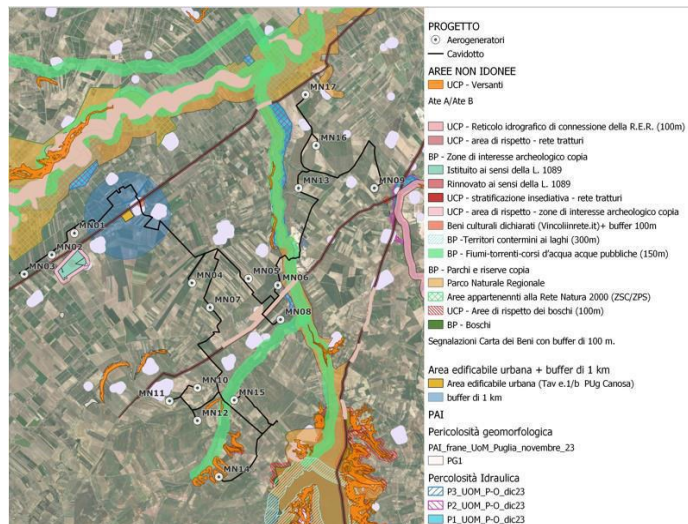 MN17
MN16
MN13
MN09
MN01
MN02
MN03
MN04
MN05
MN06
MN07
MN08
MN10
MN11
MN15
MN12
MN14
PROGETTO
Aerogeneratori
Cavidotto
AREE NON IDONEE
UCP - Versanti
Ate A/Ate B
UCP - Reticolo idrografico di connessione della R.E.R. (100m)
UCP - area di rispetto - rete tratturi
BP - Zone di interesse archeologico copia
Istituito ai sensi della L. 1089
Rinnovato ai sensi della L. 1089
UCP - stratificazione insediativa - rete tratturi
UCP - area di rispetto - zone di interesse archeologico copia
Beni culturali dichiarati (Vincoliinrete.it)+ buffer 100m
BP -Territori contermini ai laghi (300m)
BP - Fiumi-torrenti-corsi d'acqua acque pubbliche (150m)
BP - Parchi e riserve copia
Parco Naturale Regionale
Aree appartenennti alla Rete Natura 2000 (ZSC/ZPS)
UCP - Aree di rispetto dei boschi (100m)
BP - Boschi
Segnalazioni Carta dei Beni con buffer di 100 m.
Area edificabile urbana + buffer di 1 km
Area edificabile urbana (Tav e.1/b PUg Canosa)
buffer di 1 km
PAI
Pericolosità geomorfologica
PAI_frane_UoM_Puglia_novembre_23
PG1
Percolosità Idraulica
P3_UOM_P-O_dic23
P2_UOM_P-O_dic23
P1_UOM_P-O_dic23